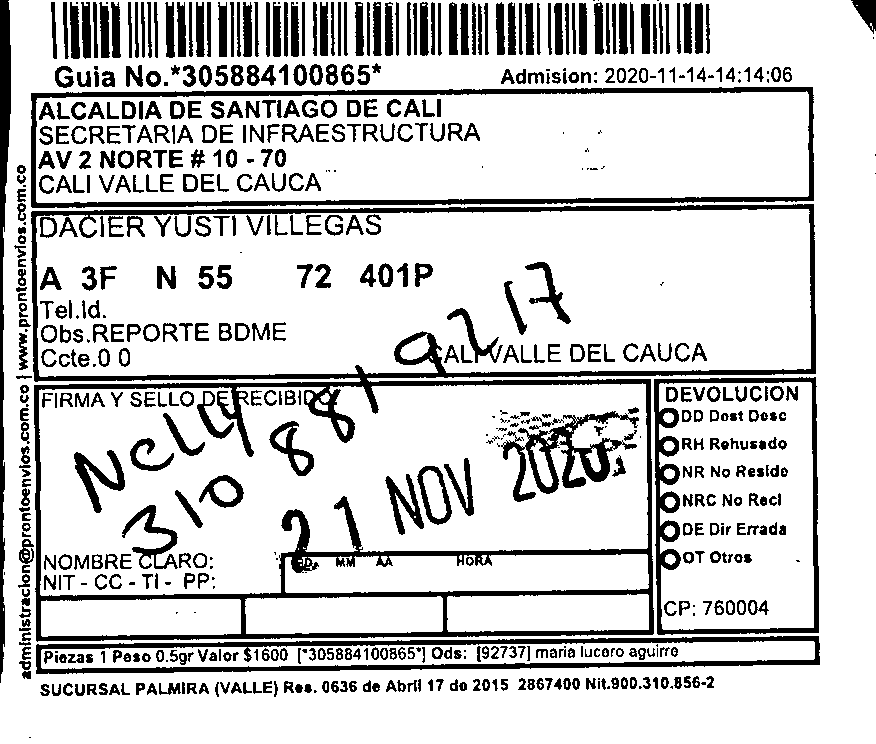 Guia No.*305884100865*
Admision: 2020-11-14-14:14:06
ALCALDIA DE SANTIAGO DE CALI
SECRETARIA DE INFRAESTRUCTURA
AV 2 NORTE # 10 - 70
CALI VALLE DEL CAUCA
DACIER YUSTI VILLEGAS
A 3F N 55 72 401P
Tel.Id.
Obs.REPORTE BDME
Ccte.0 0
CALI VALLE DEL CAUCA
FIRMA Y SELLO DE RECIBIDO
Nelly
310 881 9217
21 NOV 2020
NOMBRE CLARO:
NIT - CC - TI - PP:
DD MM AA HORA
DEVOLUCION
DD Dest Desc
RH Rehusado
NR No Reside
NRC No Recl
DE Dir Errada
OT Otros
CP: 760004
Piezas 1 Peso 0.5gr Valor $1600 [*305884100865*] Ods: [92737] maria lucero aguirre
SUCURSAL PALMIRA (VALLE) Res. 0636 de Abril 17 de 2015 2867400 Nit.900.310.856-2
administracion@prontoenvios.com.co | www.prontoenvios.com.co